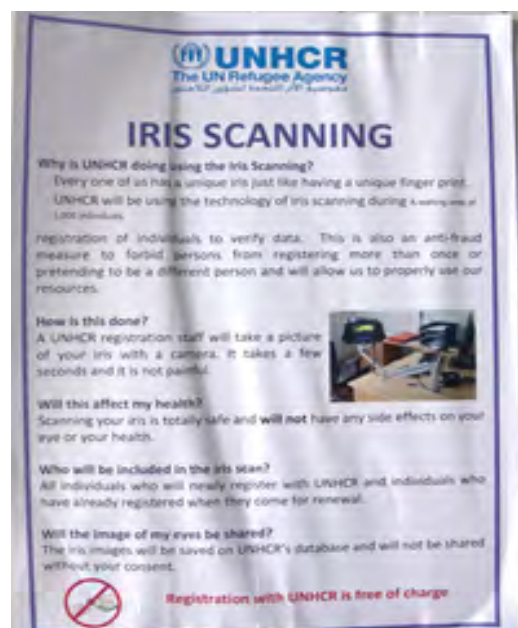 UNHCR
The UN Refugee Agency
IRIS SCANNING
Why is UNHCR doing using the Iris Scanning?
Every one of us has a unique iris just like having a unique finger print.
UNHCR will be using the technology of iris scanning during
registration of individuals to verify data. This is also an anti-fraud
measure to forbid persons from registering more than once or
pretending to be a different person and will allow us to properly use our
resources.
How is this done?
A UNHCR registration staff will take a picture
of your iris with a camera. It takes a few
seconds and it is not painful.
Will this affect my health?
Scanning your iris is totally safe and will not have any side effects on your
eye or your health.
Who will be included in the iris scan?
All individuals who will newly register with UNHCR and individuals who
have already registered when they come for renewal.
Will the image of my eyes be shared?
The iris images will be saved on UNHCR's database and will not be shared
without your consent.
Registration with UNHCR is free of charge